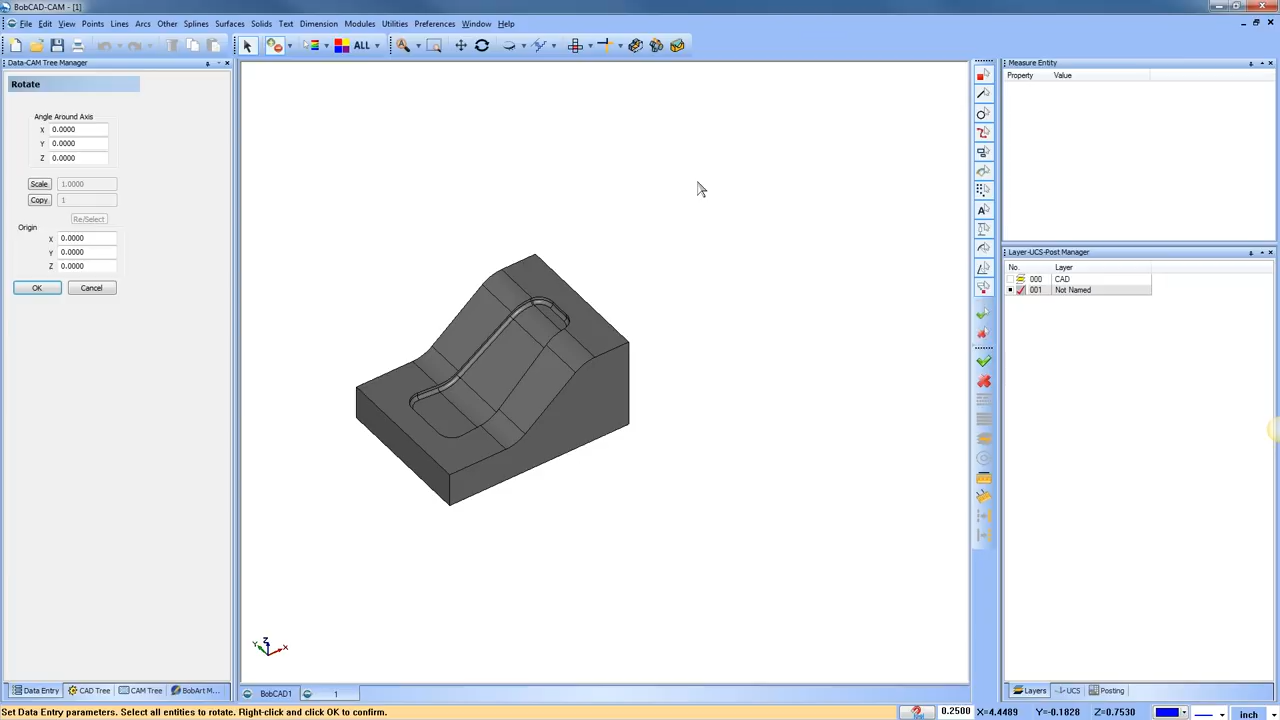 BobCAD-CAM - [1]
File Edit View Points Lines Arcs Other Splines Surfaces Solids Text Dimension Modules Utilities Preferences Window Help
ALL
Data-CAM Tree Manager
Rotate
Angle Around Axis
X 0.0000
Y 0.0000
Z 0.0000
Scale 1.0000
Copy 1
Re/Select
Origin
X 0.0000
Y 0.0000
Z 0.0000
OK Cancel
Z
Y X
Measure Entity
Property Value
Layer-UCS-Post Manager
No. Layer
000 CAD
001 Not Named
Data Entry CAD Tree CAM Tree BobArt M...
BobCAD1 1
Layers UCS Posting
Set Data Entry parameters. Select all entities to rotate. Right-click and click OK to confirm.
0.2500 X=4.4489 Y=-0.1828 Z=0.7530 inch